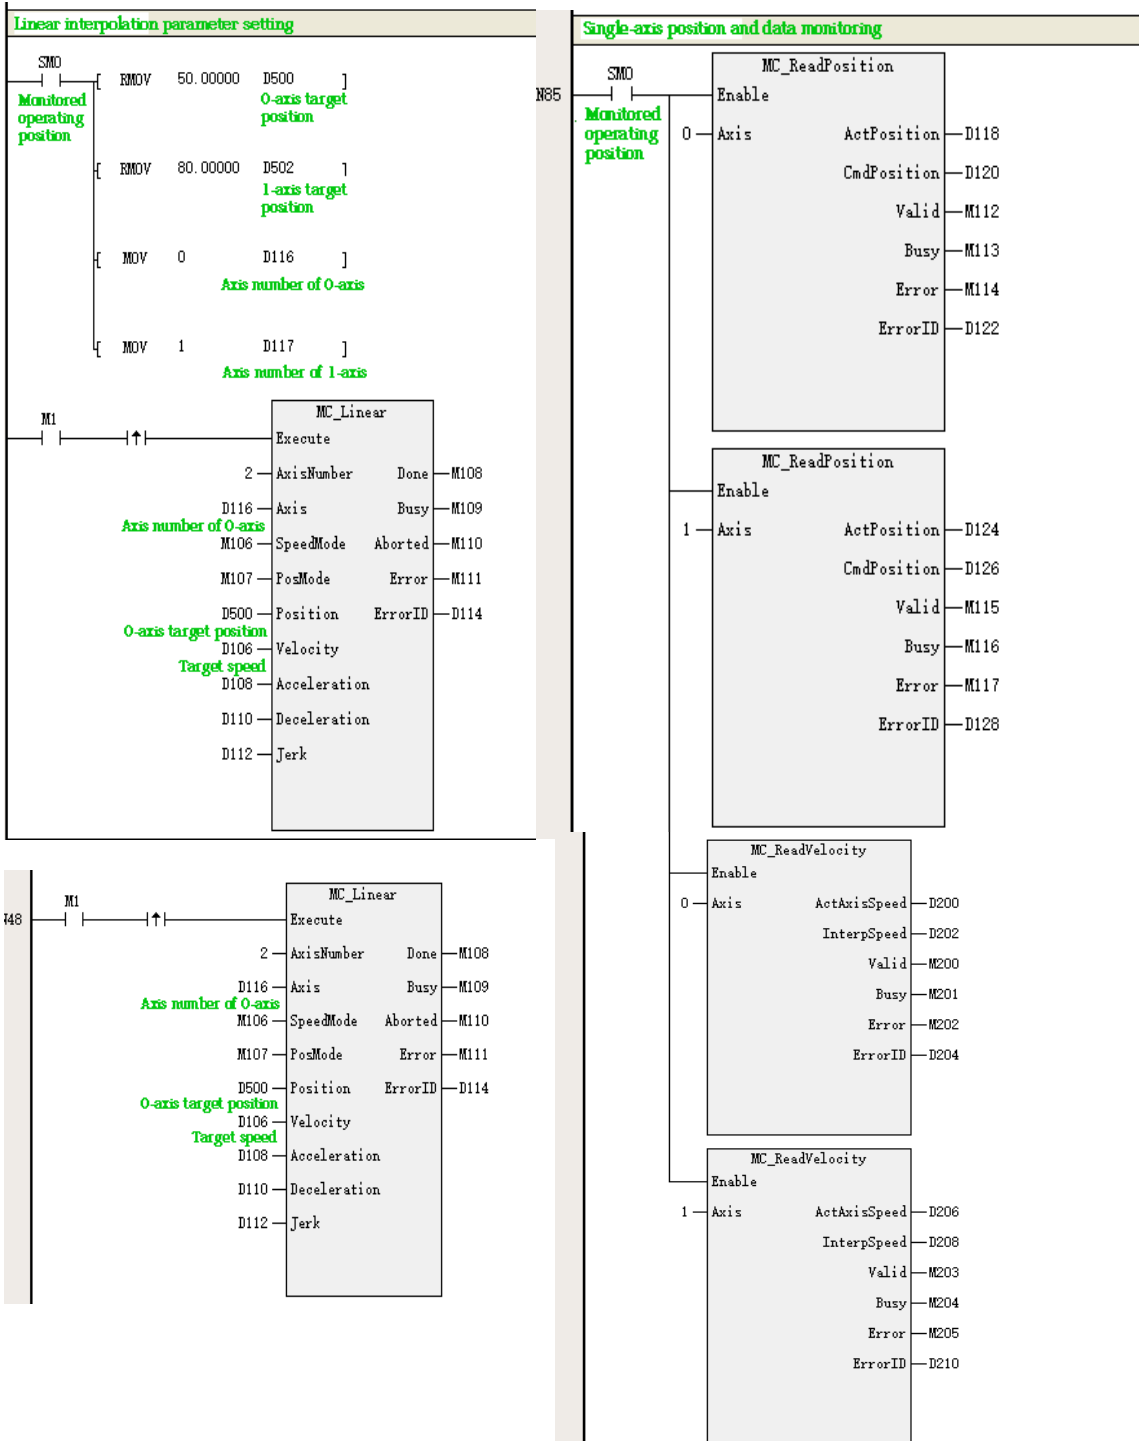 Linear interpolation parameter setting
SM0
RMOV 50.00000 D500
Monitored
operating
position
0-axis target
position
RMOV 80.00000 D502
1-axis target
position
MOV 0 D116
Axis number of 0-axis
MOV 1 D117
Axis number of 1-axis
M1
MC_Linear
Execute
2 AxisNumber Done M108
D116 Axis Busy M109
Axis number of 0-axis
M106 SpeedMode Aborted M110
M107 PosMode Error M111
D500 Position ErrorID D114
0-axis target position
D106 Velocity
Target speed
D108 Acceleration
D110 Deceleration
D112 Jerk
N48
M1
MC_Linear
Execute
2 AxisNumber Done M108
D116 Axis Busy M109
Axis number of 0-axis
M106 SpeedMode Aborted M110
M107 PosMode Error M111
D500 Position ErrorID D114
0-axis target position
D106 Velocity
Target speed
D108 Acceleration
D110 Deceleration
D112 Jerk
Single-axis position and data monitoring
N85
SM0
Monitored
operating
position
MC_ReadPosition
Enable
0 Axis ActPosition D118
CmdPosition D120
Valid M112
Busy M113
Error M114
ErrorID D122
MC_ReadPosition
Enable
1 Axis ActPosition D124
CmdPosition D126
Valid M115
Busy M116
Error M117
ErrorID D128
MC_ReadVelocity
Enable
0 Axis ActAxisSpeed D200
InterpSpeed D202
Valid M200
Busy M201
Error M202
ErrorID D204
MC_ReadVelocity
Enable
1 Axis ActAxisSpeed D206
InterpSpeed D208
Valid M203
Busy M204
Error M205
ErrorID D210